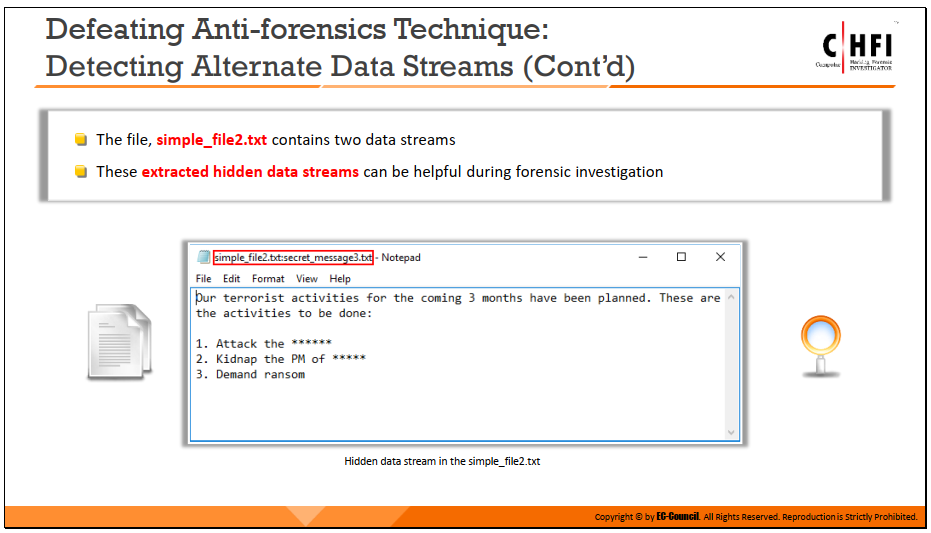 Defeating Anti-forensics Technique:
Detecting Alternate Data Streams (Cont’d)
CHFI
Computer Hacking Forensic
INVESTIGATOR
The file, simple_file2.txt contains two data streams
These extracted hidden data streams can be helpful during forensic investigation
simple_file2.txt:secret_message3.txt - Notepad
File Edit Format View Help
Our terrorist activities for the coming 3 months have been planned. These are
the activities to be done:
1. Attack the ******
2. Kidnap the PM of *****
3. Demand ransom
Hidden data stream in the simple_file2.txt
Copyright © by EC-Council. All Rights Reserved. Reproduction is Strictly Prohibited.